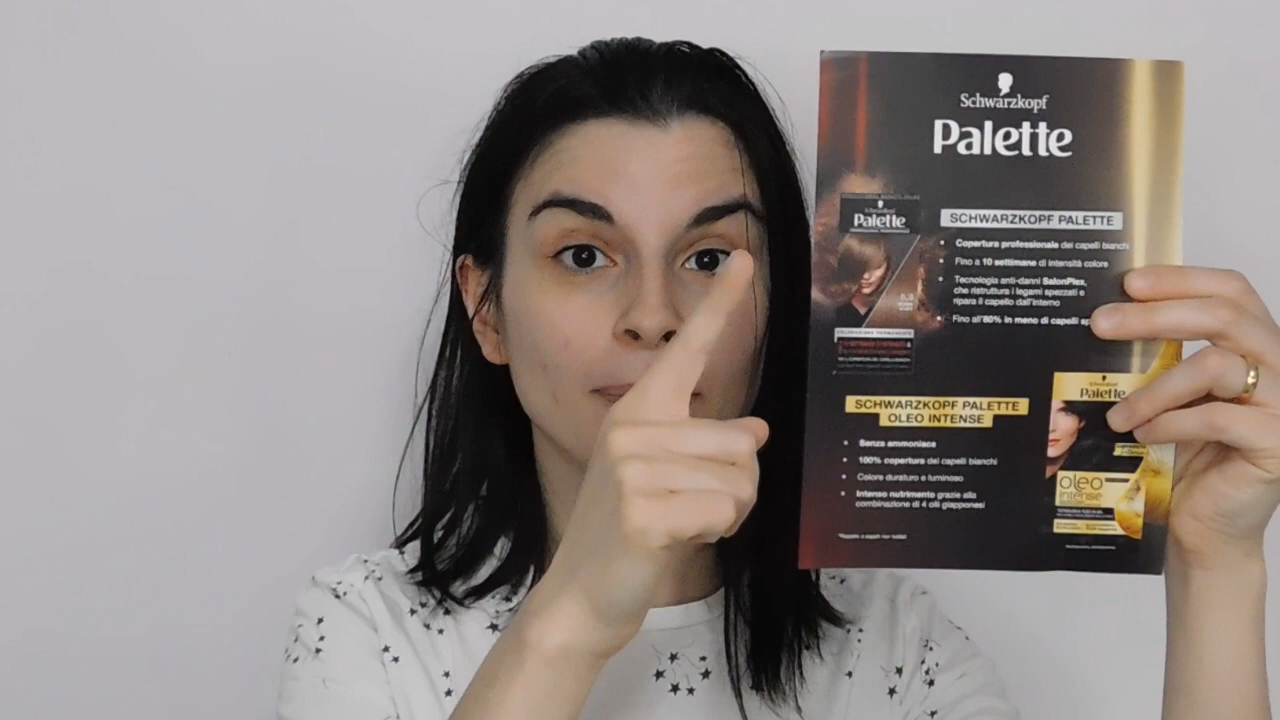 Schwarzkopf
Palette
Palette
SCHWARZKOPF PALETTE
Copertura professionale dei capelli bianchi
Fino a 10 settimane di intensità colore
Tecnologia anti-danni SalonPlex,
che ristruttura i legami spezzati e
ripara il capello dall'interno
Fino all'80% in meno di capelli
SCHWARZKOPF PALETTE
OLEO INTENSE
Senza ammoniaca
100% copertura dei capelli bianchi
Colore duraturo e luminoso
Intenso nutrimento grazie alla
combinazione di 4 olii giapponesi
Palette
oleo
intense